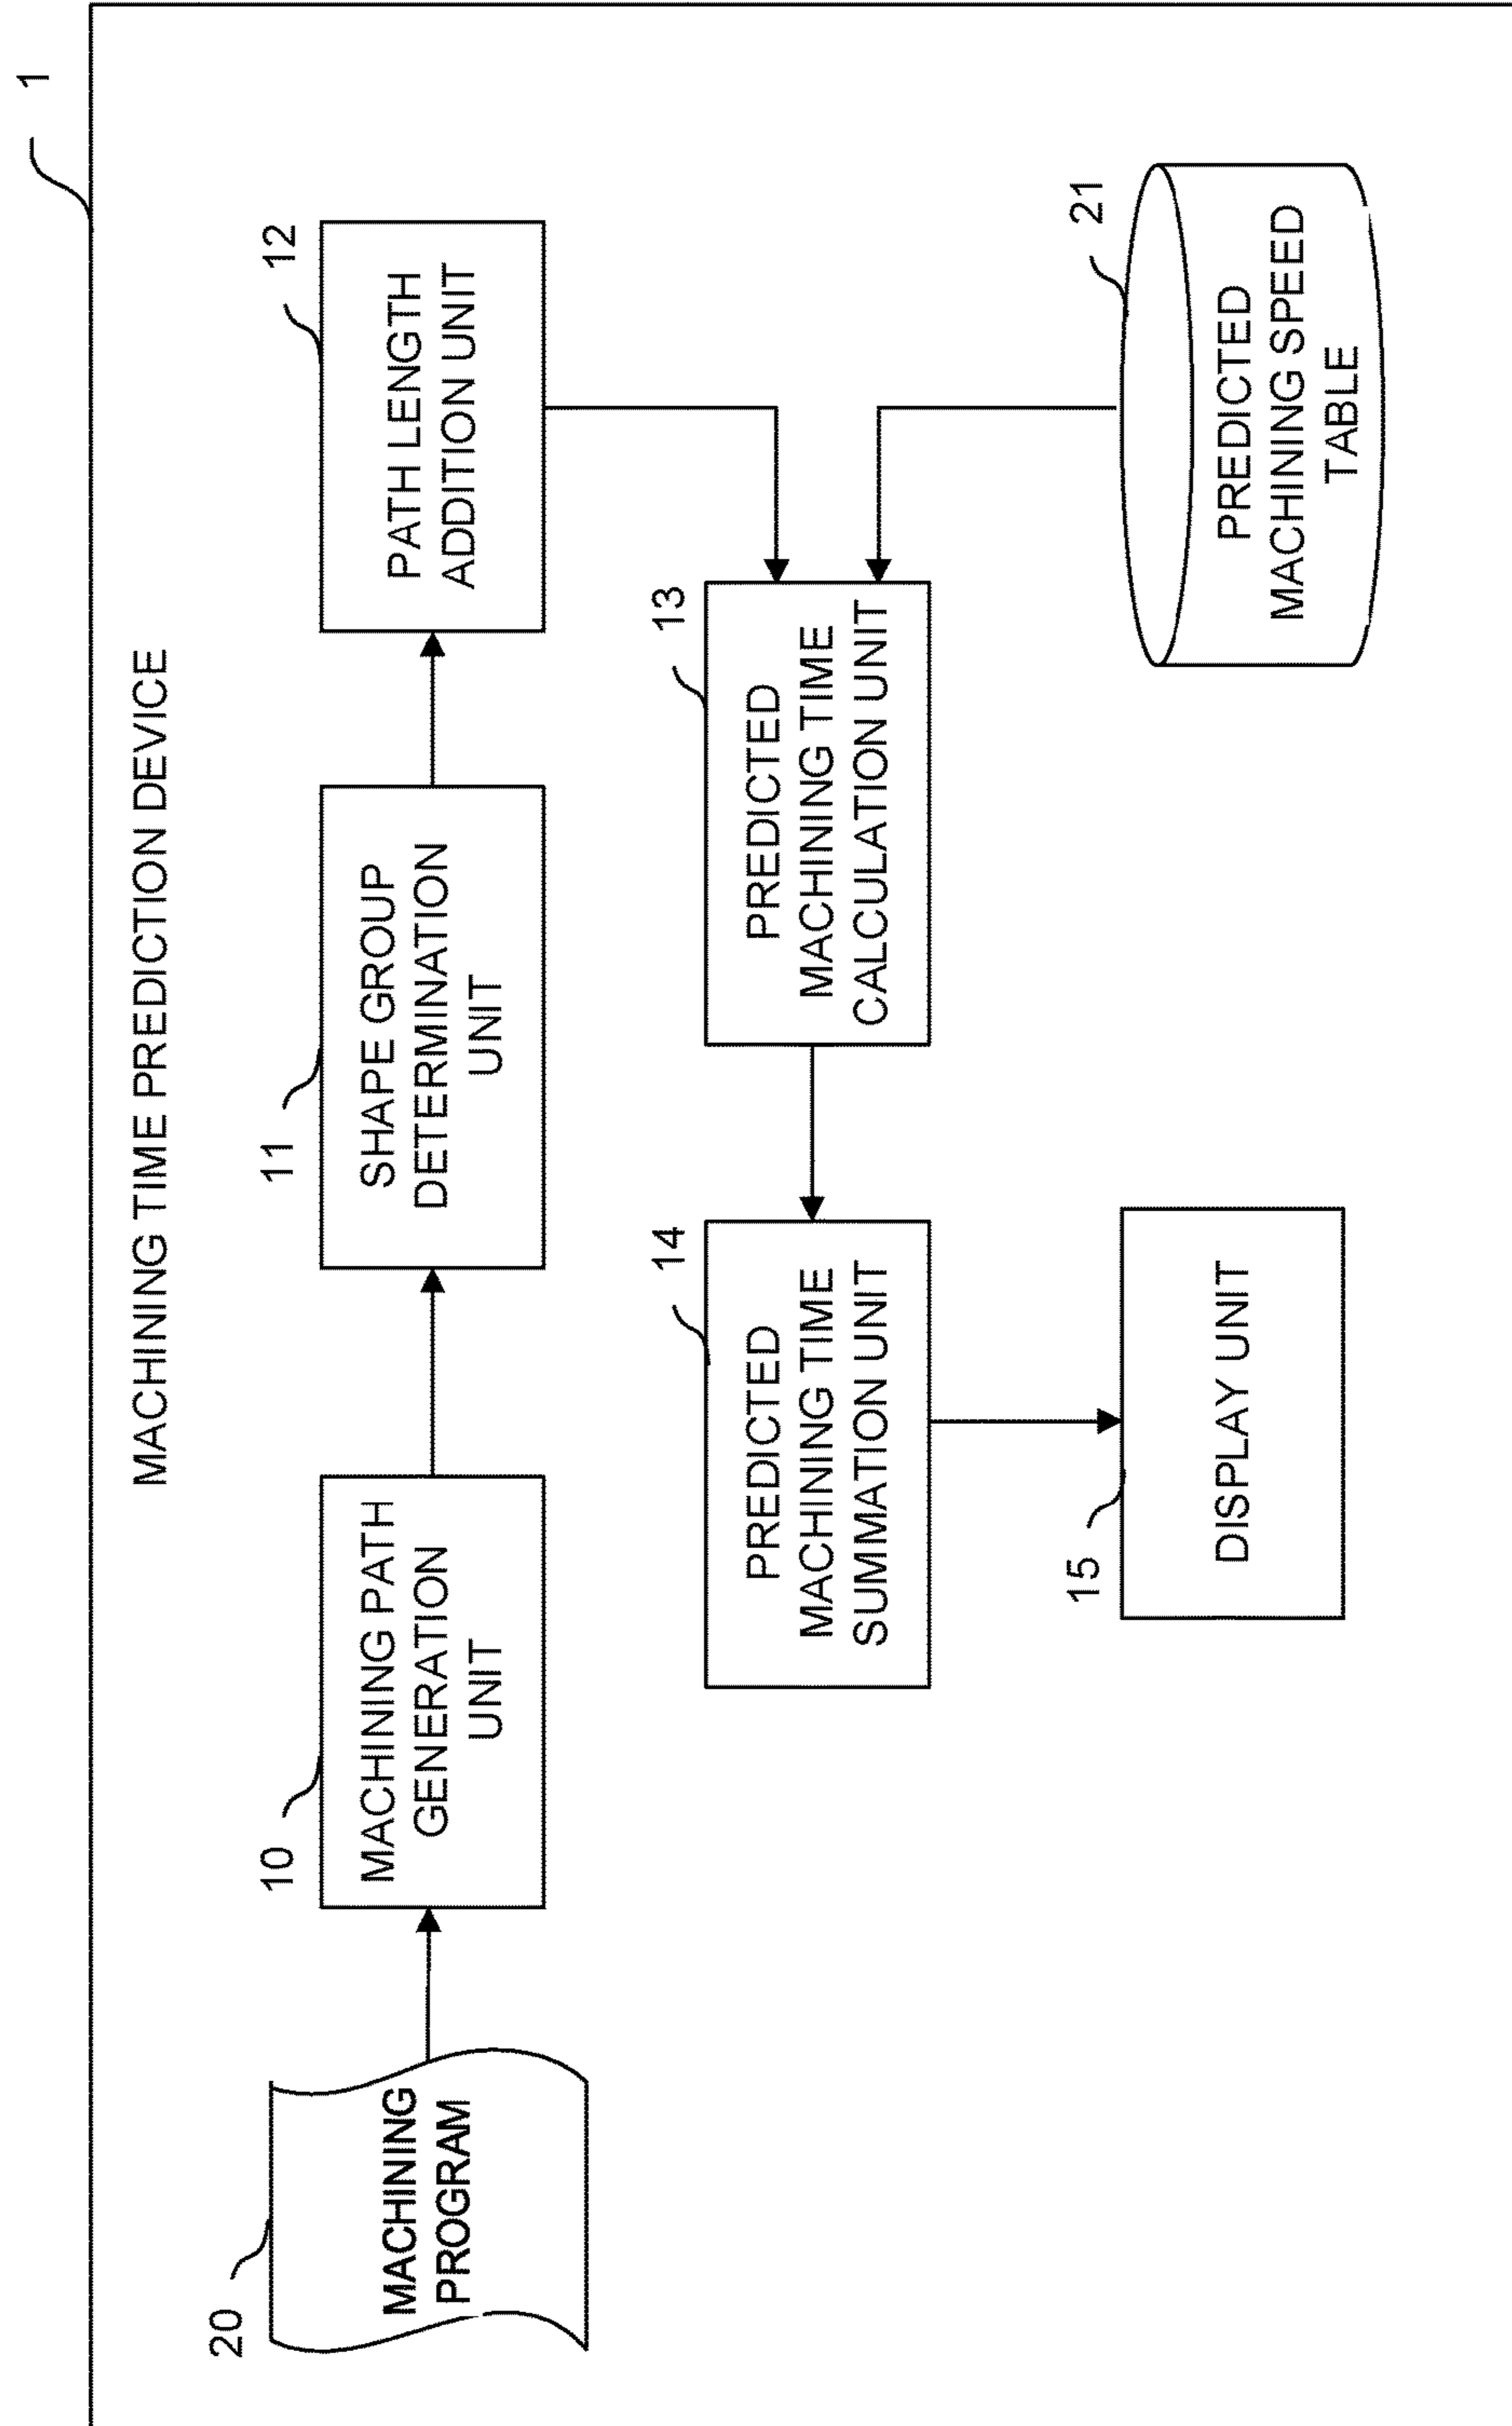 1
MACHINING TIME PREDICTION DEVICE
20
MACHINING
PROGRAM
10
MACHINING PATH
GENERATION
UNIT
11
SHAPE GROUP
DETERMINATION
UNIT
12
PATH LENGTH
ADDITION UNIT
14
PREDICTED
MACHINING TIME
SUMMATION UNIT
13
PREDICTED
MACHINING TIME
CALCULATION UNIT
15
DISPLAY UNIT
21
PREDICTED
MACHINING SPEED
TABLE